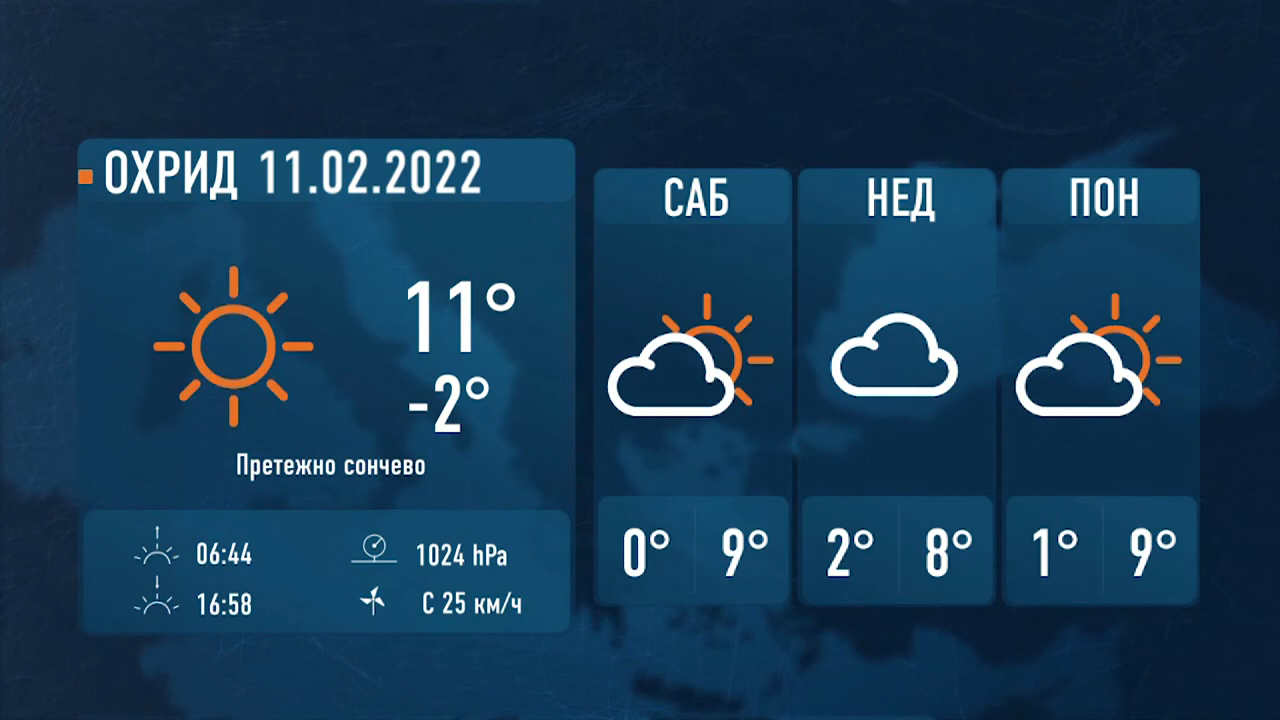 ОХРИД 11.02.2022
11°
-2°
Претежно сончево
06:44
1024 hPa
16:58
С 25 км/ч
САБ
0° 9°
НЕД
2° 8°
ПОН
1° 9°